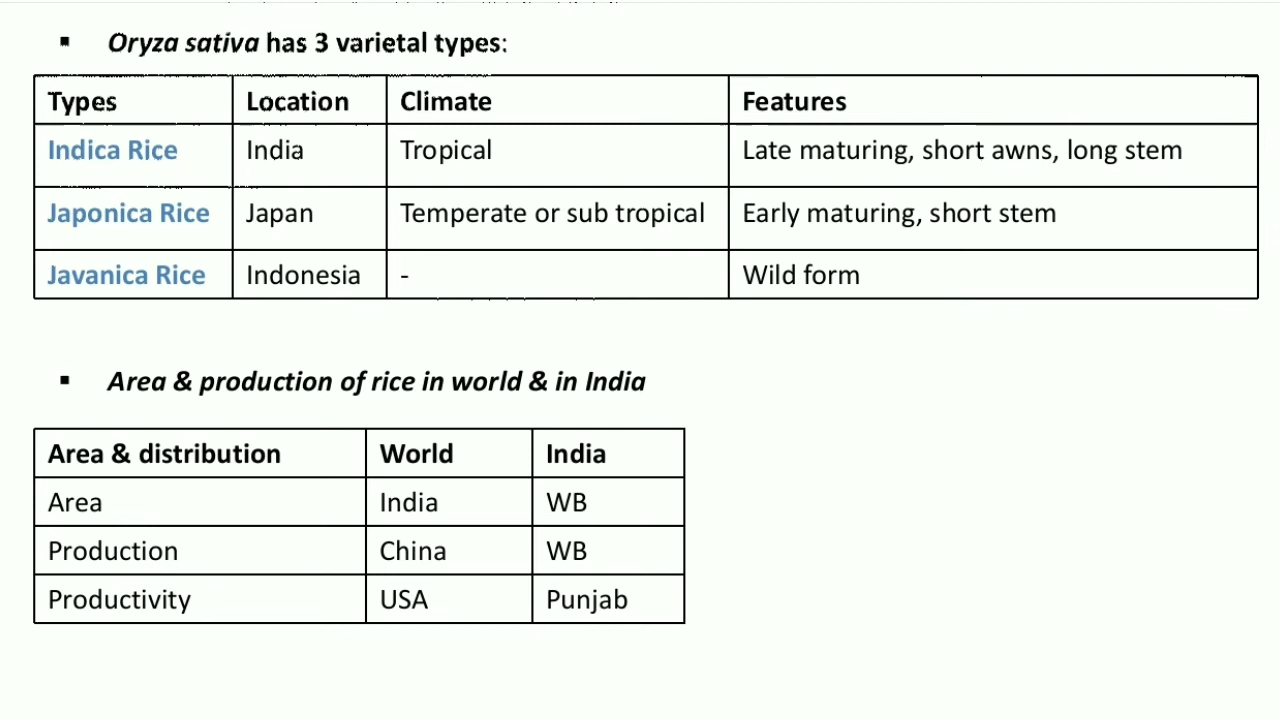 ▪ Oryza sativa has 3 varietal types:
Types Location Climate Features
Indica Rice India Tropical Late maturing, short awns, long stem
Japonica Rice Japan Temperate or sub tropical Early maturing, short stem
Javanica Rice Indonesia - Wild form
▪ Area & production of rice in world & in India
Area & distribution World India
Area India WB
Production China WB
Productivity USA Punjab